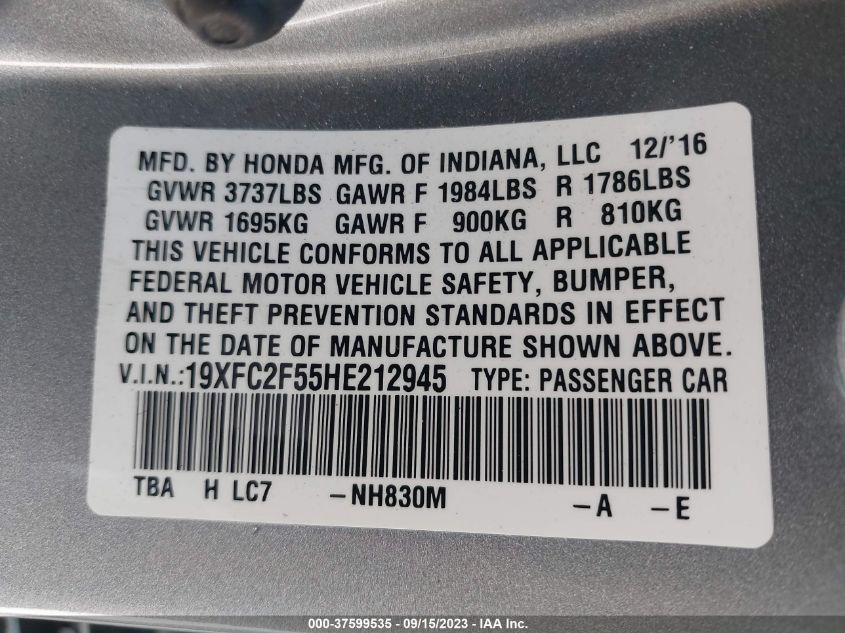 MFD. BY HONDA MFG. OF INDIANA, LLC 12/'16
GVWR 3737LBS GAWR F 1984LBS R 1786LBS
GVWR 1695KG GAWR F 900KG R 810KG
THIS VEHICLE CONFORMS TO ALL APPLICABLE
FEDERAL MOTOR VEHICLE SAFETY, BUMPER,
AND THEFT PREVENTION STANDARDS IN EFFECT
ON THE DATE OF MANUFACTURE SHOWN ABOVE.
V.I.N.:19XFC2F55HE212945 TYPE: PASSENGER CAR
TBA H LC7 -NH830M -A -E
000-37599535 - 09/15/2023 - IAA Inc.